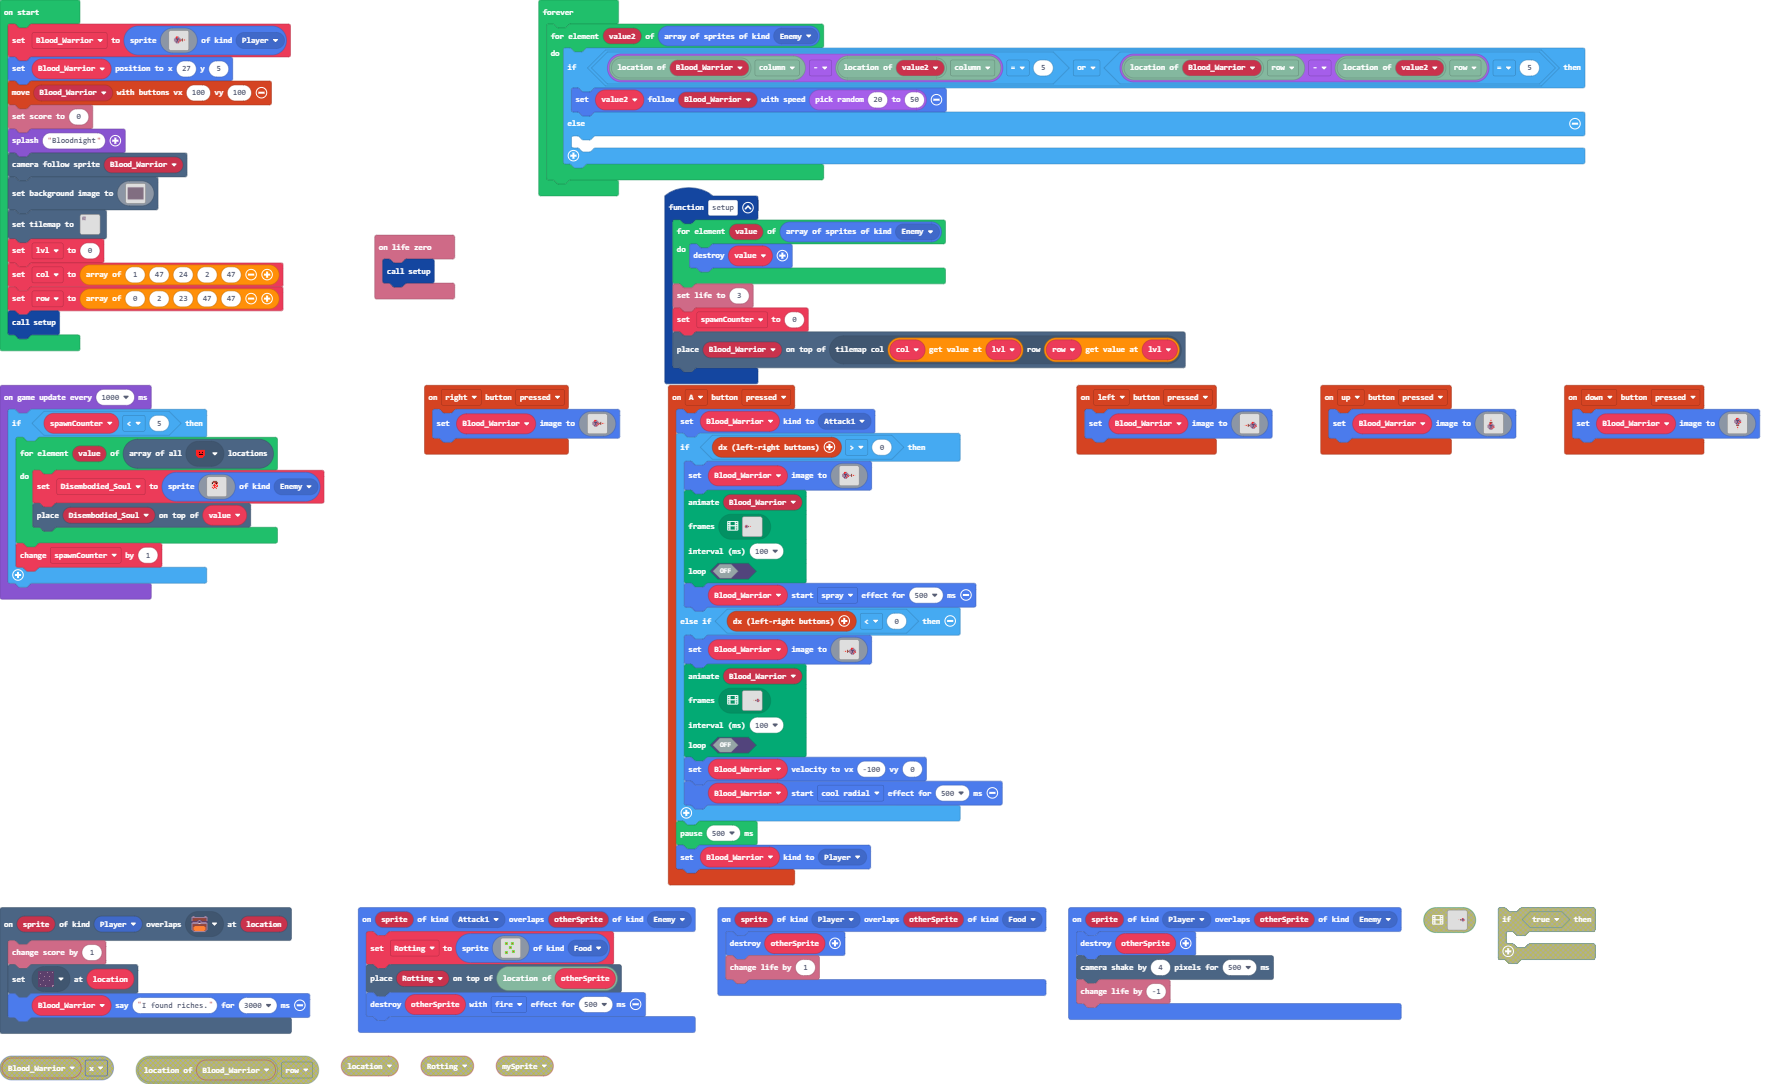 on start
set Blood_Warrior to sprite of kind Player
set Blood_Warrior position to x 27 y 5
move Blood_Warrior with buttons vx 100 vy 100
set score to 0
splash "Bloodnight"
camera follow sprite Blood_Warrior
set background image to
set tilemap to
set lvl to 0
set col to array of 1 47 24 2 47
set row to array of 0 2 23 47 47
call setup
forever
for element value2 of array of sprites of kind Enemy
do
if location of Blood_Warrior column - location of value2 column = 5 or location of Blood_Warrior row - location of value2 row = 5 then
set value2 follow Blood_Warrior with speed pick random 20 to 50
else
on life zero
call setup
function setup
for element value of array of sprites of kind Enemy
do
destroy value
set life to 3
set spawnCounter to 0
place Blood_Warrior on top of tilemap col col get value at lvl row row get value at lvl
on game update every 1000 ms
if spawnCounter < 5 then
for element value of array of all locations
do
set Disembodied_Soul to sprite of kind Enemy
place Disembodied_Soul on top of value
change spawnCounter by 1
on right button pressed
set Blood_Warrior image to
on A button pressed
set Blood_Warrior kind to Attack1
if dx (left-right buttons) > 0 then
set Blood_Warrior image to
animate Blood_Warrior
frames
interval (ms) 100
loop OFF
Blood_Warrior start spray effect for 500 ms
else if dx (left-right buttons) < 0 then
set Blood_Warrior image to
animate Blood_Warrior
frames
interval (ms) 100
loop OFF
set Blood_Warrior velocity to vx -100 vy 0
Blood_Warrior start cool radial effect for 500 ms
pause 500 ms
set Blood_Warrior kind to Player
on left button pressed
set Blood_Warrior image to
on up button pressed
set Blood_Warrior image to
on down button pressed
set Blood_Warrior image to
on sprite of kind Player overlaps at location
change score by 1
set at location
Blood_Warrior say "I found riches." for 3000 ms
on sprite of kind Attack1 overlaps otherSprite of kind Enemy
set Rotting to sprite of kind Food
place Rotting on top of location of otherSprite
destroy otherSprite with fire effect for 500 ms
on sprite of kind Player overlaps otherSprite of kind Food
destroy otherSprite
change life by 1
on sprite of kind Player overlaps otherSprite of kind Enemy
destroy otherSprite
camera shake by 4 pixels for 500 ms
change life by -1
if true then
Blood_Warrior x
location of Blood_Warrior row
location
Rotting
mySprite